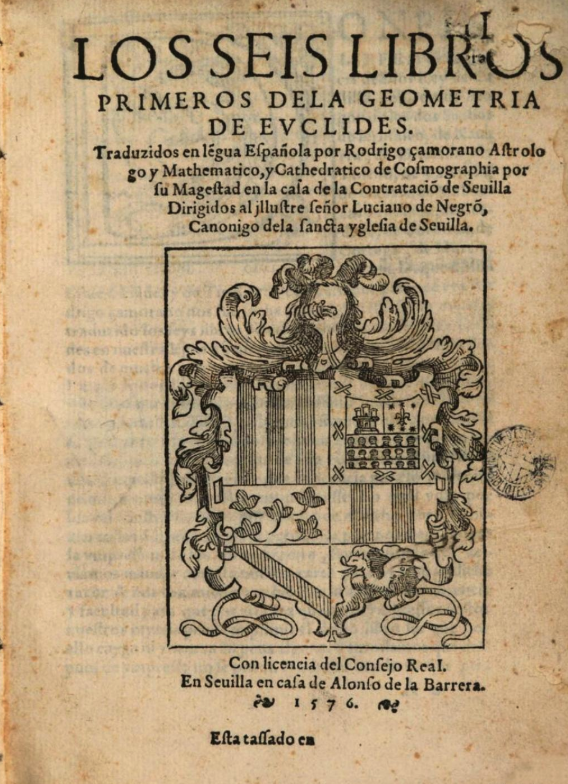 LOS SEIS LIBROS
PRIMEROS DELA GEOMETRIA
DE EVCLIDES.
Traduzidos en lẽgua Eſpañola por Rodrigo çamorano Aſtrolo
go y Mathematico, y Cathedratico de Coſmographia por
ſu Mageſtad en la caſa de la Contratació de Seuilla
Dirigidos al jlluſtre ſeñor Luciano de Negrõ,
Canonigo dela ſancta ygleſia de Seuilla.
Con licencia del Conſejo Real.
En Seuilla en caſa de Alonſo de la Barrera.
1576.
Eſta taſſado en